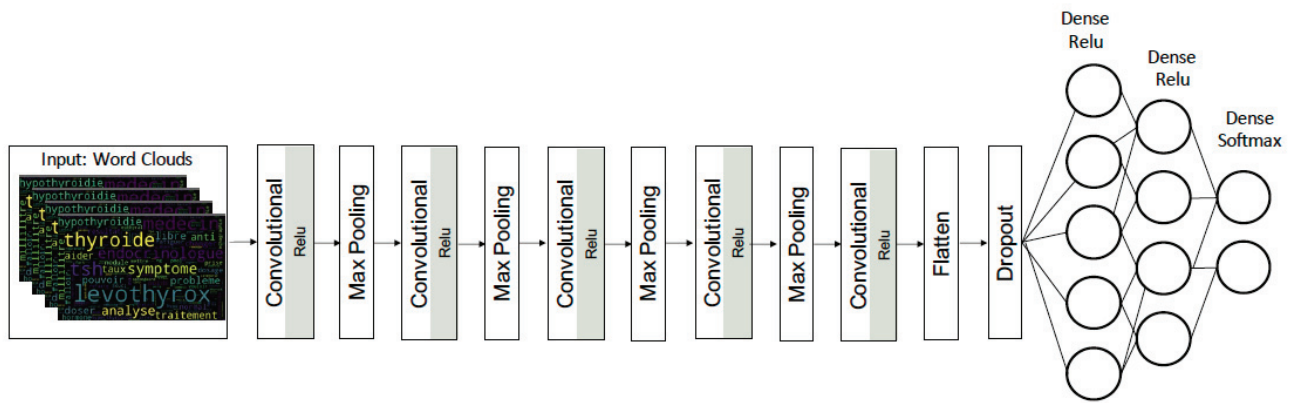 Input: Word Clouds
hypothyroidie
hypothyroidie
hypothyroidie
hypothyroidie
medecin
thyroide
libre
anti
aider
endocrinologue
tsh
taux
symptome
pouvoir
probleme
levothyrox
doser
analyse
traitement
hormone
Convolutional
Relu
Max Pooling
Convolutional
Relu
Max Pooling
Convolutional
Relu
Max Pooling
Convolutional
Relu
Max Pooling
Convolutional
Relu
Flatten
Dropout
Dense
Relu
Dense
Relu
Dense
Softmax